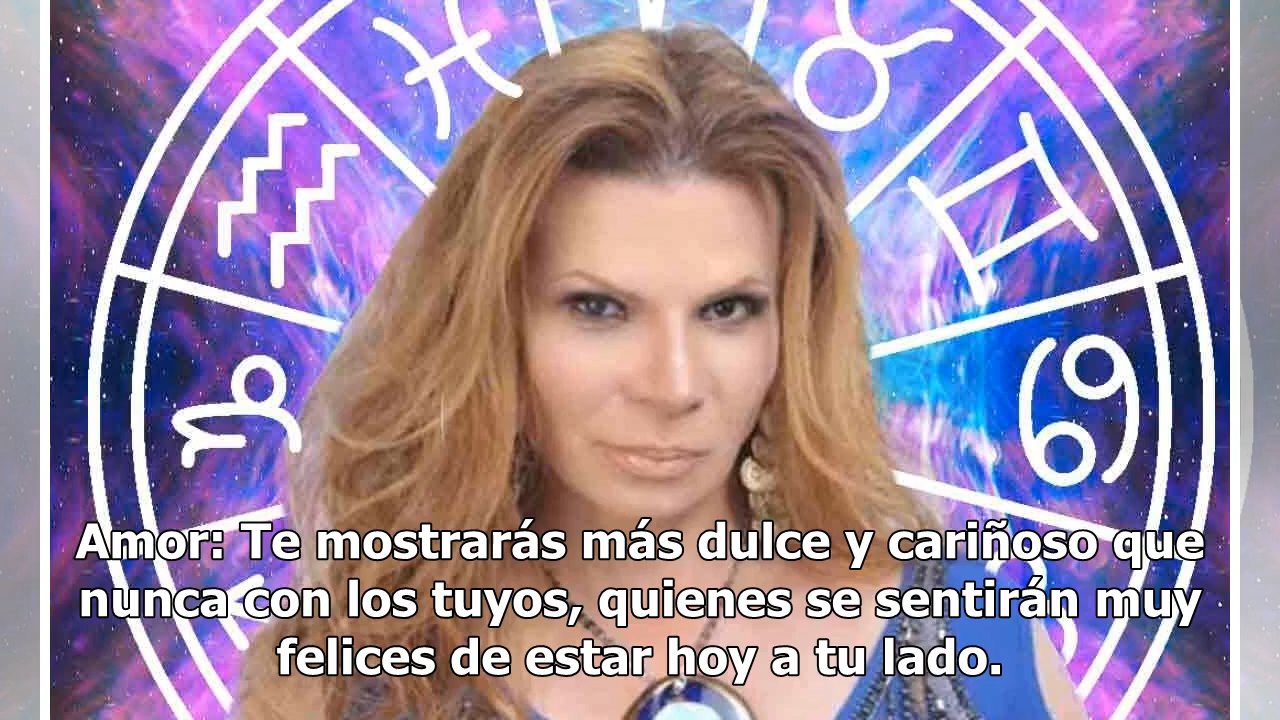 Amor: Te mostrarás más dulce y cariñoso que
nunca con los tuyos, quienes se sentirán muy
felices de estar hoy a tu lado.